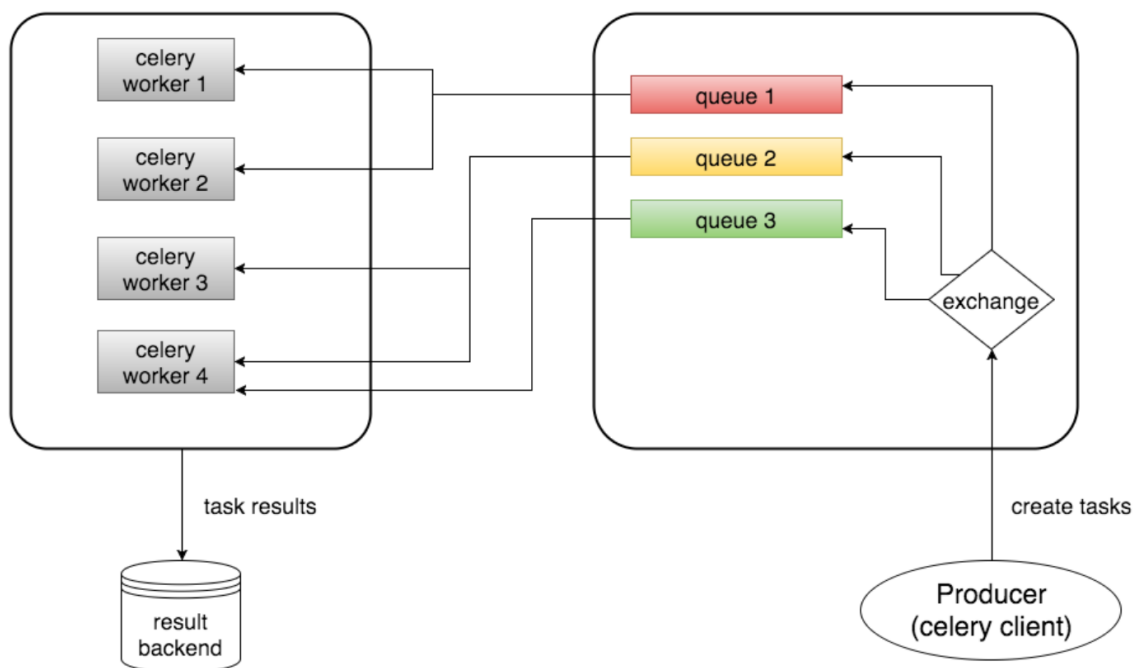 celery
worker 1
celery
worker 2
celery
worker 3
celery
worker 4
queue 1
queue 2
queue 3
exchange
task results
create tasks
result
backend
Producer
(celery client)